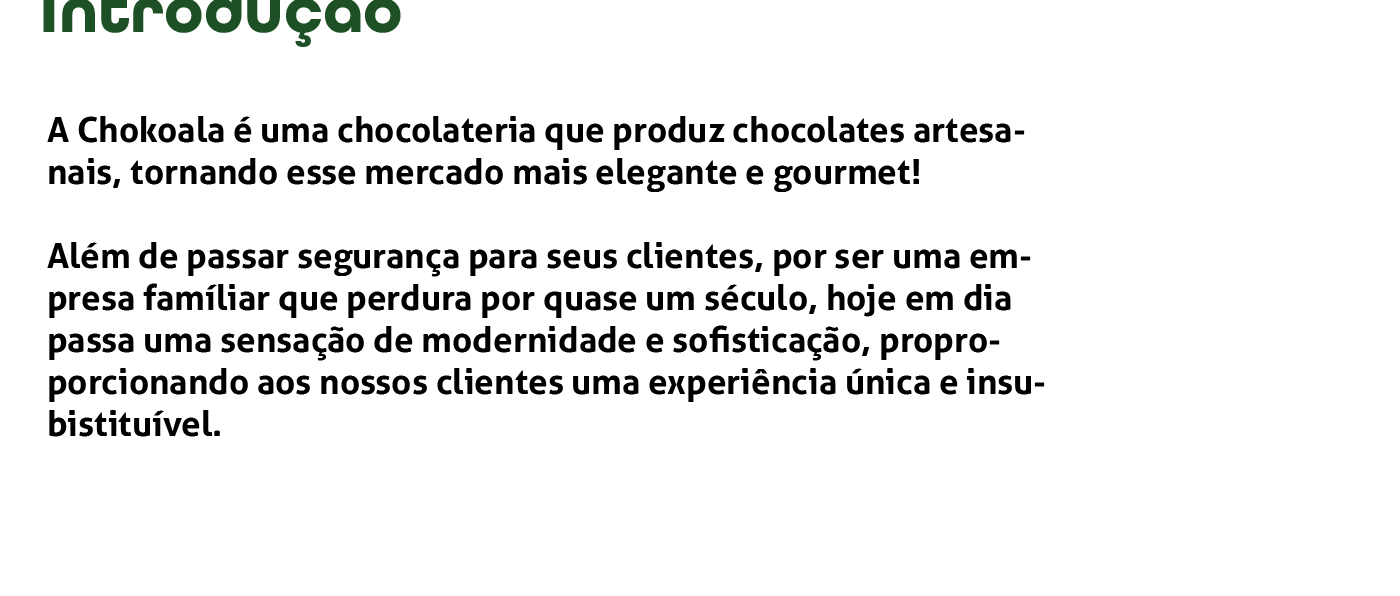 Introdução
A Chokoala é uma chocolateria que produz chocolates artesa-
nais, tornando esse mercado mais elegante e gourmet!
Além de passar segurança para seus clientes, por ser uma em-
presa famíliar que perdura por quase um século, hoje em dia
passa uma sensação de modernidade e sofisticação, propro-
porcionando aos nossos clientes uma experiência única e insu-
bistituível.